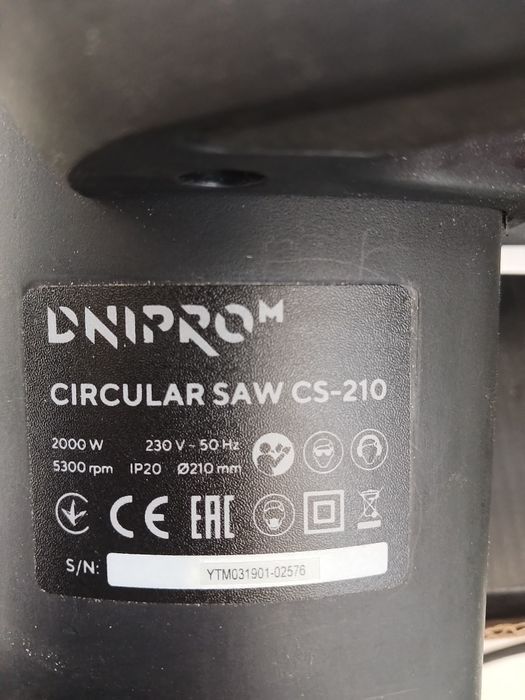 DNIPRO M
CIRCULAR SAW CS-210
2000 W 230 V ~ 50 Hz
5300 rpm IP20 Ø210 mm
CE EAC
S/N: YTM031901-02576